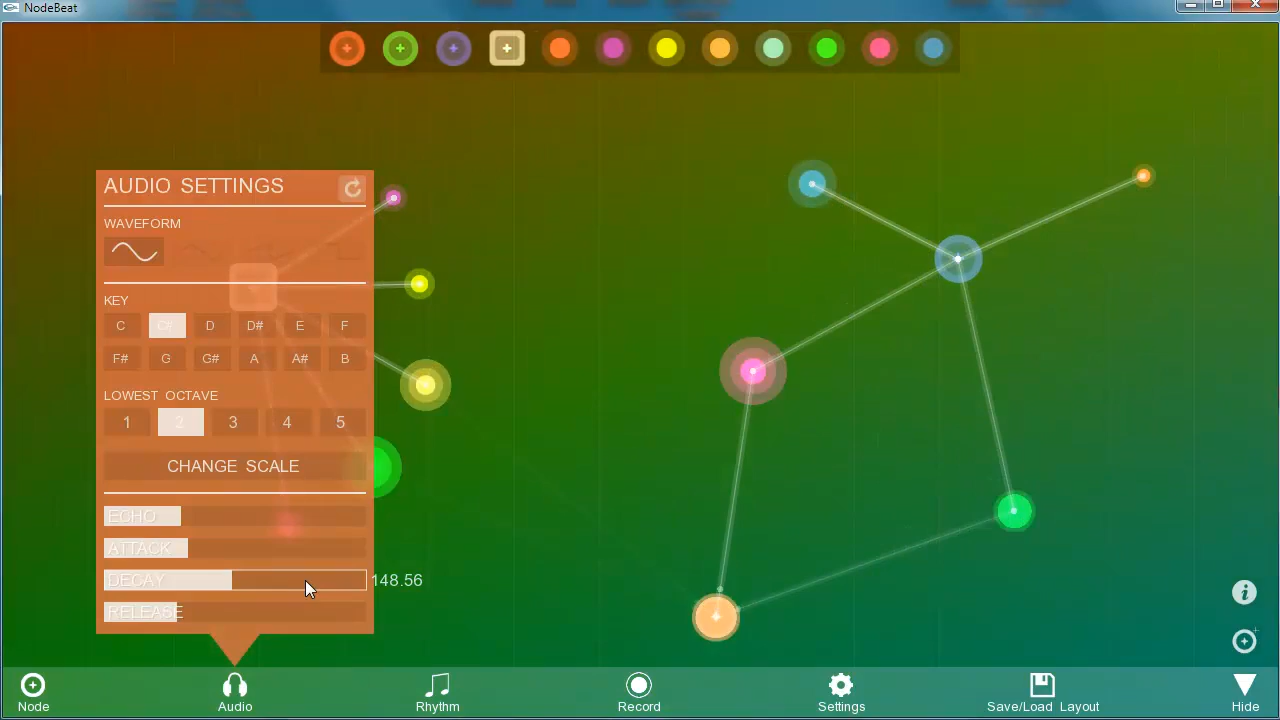 NodeBeat
AUDIO SETTINGS
WAVEFORM
KEY
C C# D D# E F
F# G G# A A# B
LOWEST OCTAVE
1 2 3 4 5
CHANGE SCALE
ECHO
ATTACK
DECAY 148.56
RELEASE
Node Audio Rhythm Record Settings Save/Load Layout Hide